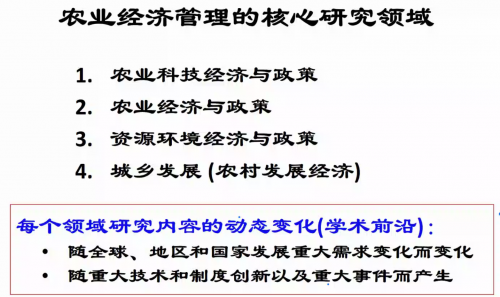 农业经济管理的核心研究领域
1. 农业科技经济与政策
2. 农业经济与政策
3. 资源环境经济与政策
4. 城乡发展 (农村发展经济)
每个领域研究内容的动态变化(学术前沿):
• 随全球、地区和国家发展重大需求变化而变化
• 随重大技术和制度创新以及重大事件而产生